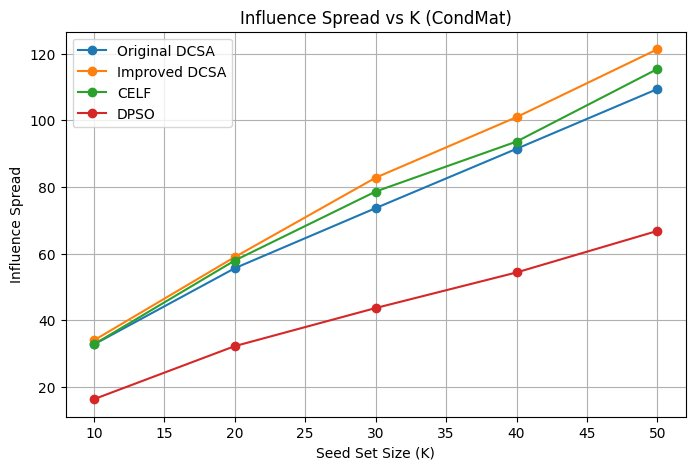 Influence Spread vs K (CondMat)
Original DCSA
Improved DCSA
CELF
DPSO
Influence Spread
120
100
80
60
40
20
10 15 20 25 30 35 40 45 50
Seed Set Size (K)